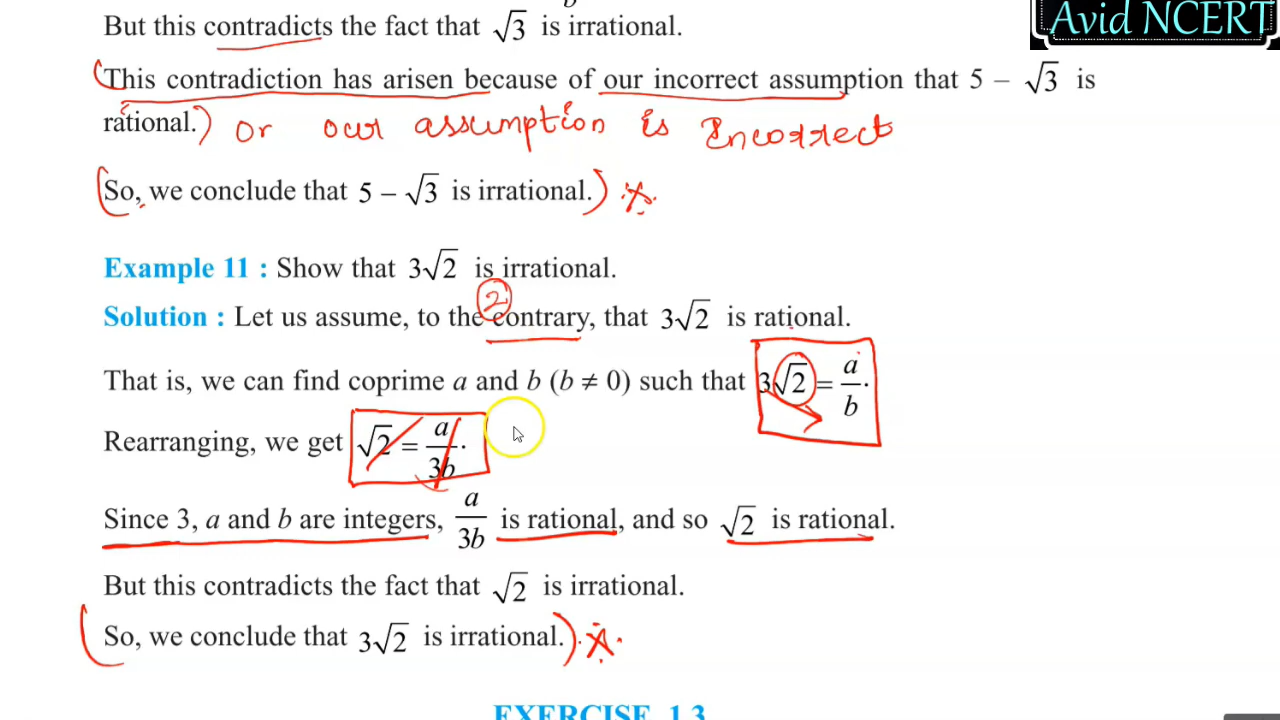 Avid NCERT
But this contradicts the fact that √3 is irrational.
This contradiction has arisen because of our incorrect assumption that 5 – √3 is
rational.) or our assumption is Incorrect
(So, we conclude that 5 – √3 is irrational.)
Example 11 : Show that 3√2 is irrational.
2
Solution : Let us assume, to the contrary, that 3√2 is rational.
That is, we can find coprime a and b (b ≠ 0) such that 3√2 = a/b.
Rearranging, we get √2 = a/3b.
Since 3, a and b are integers, a/3b is rational, and so √2 is rational.
But this contradicts the fact that √2 is irrational.
(So, we conclude that 3√2 is irrational.)
EXERCISE 1.3